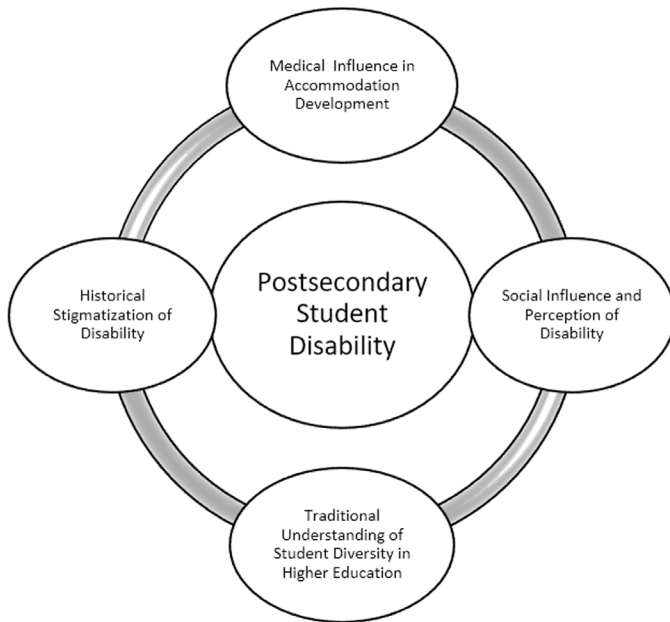 Medical Influence in
Accommodation
Development
Historical
Stigmatization of
Disability
Postsecondary
Student
Disability
Social Influence and
Perception of
Disability
Traditional
Understanding of
Student Diversity in
Higher Education